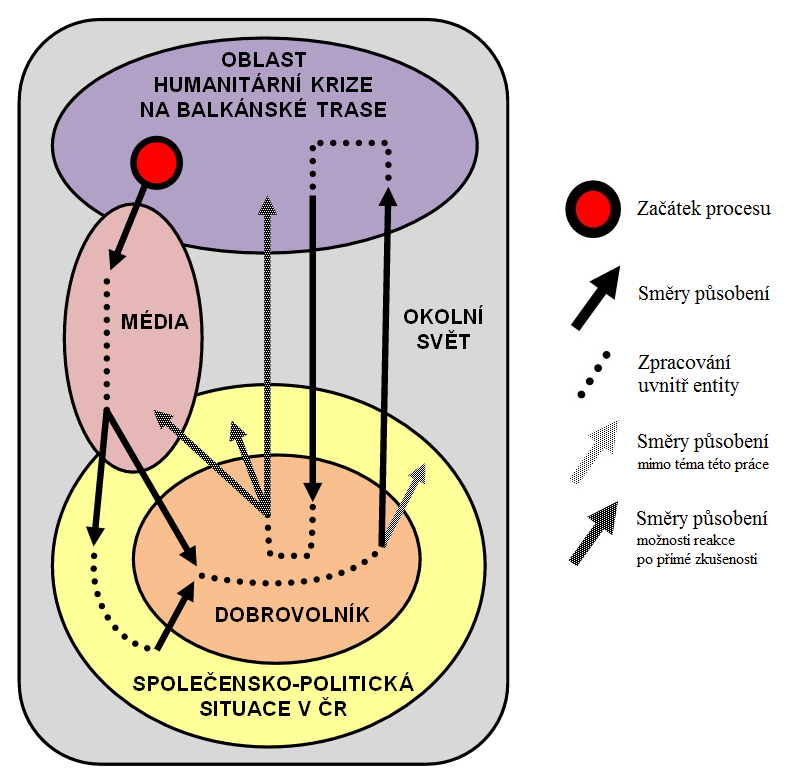 OBLAST
HUMANITÁRNÍ KRIZE
NA BALKÁNSKÉ TRASE
MÉDIA
OKOLNÍ
SVĚT
DOBROVOLNÍK
SPOLEČENSKO-POLITICKÁ
SITUACE V ČR
Začátek procesu
Směry působení
Zpracování
uvnitř entity
Směry působení
mimo téma této práce
Směry působení
možnosti reakce
po přímé zkušenosti